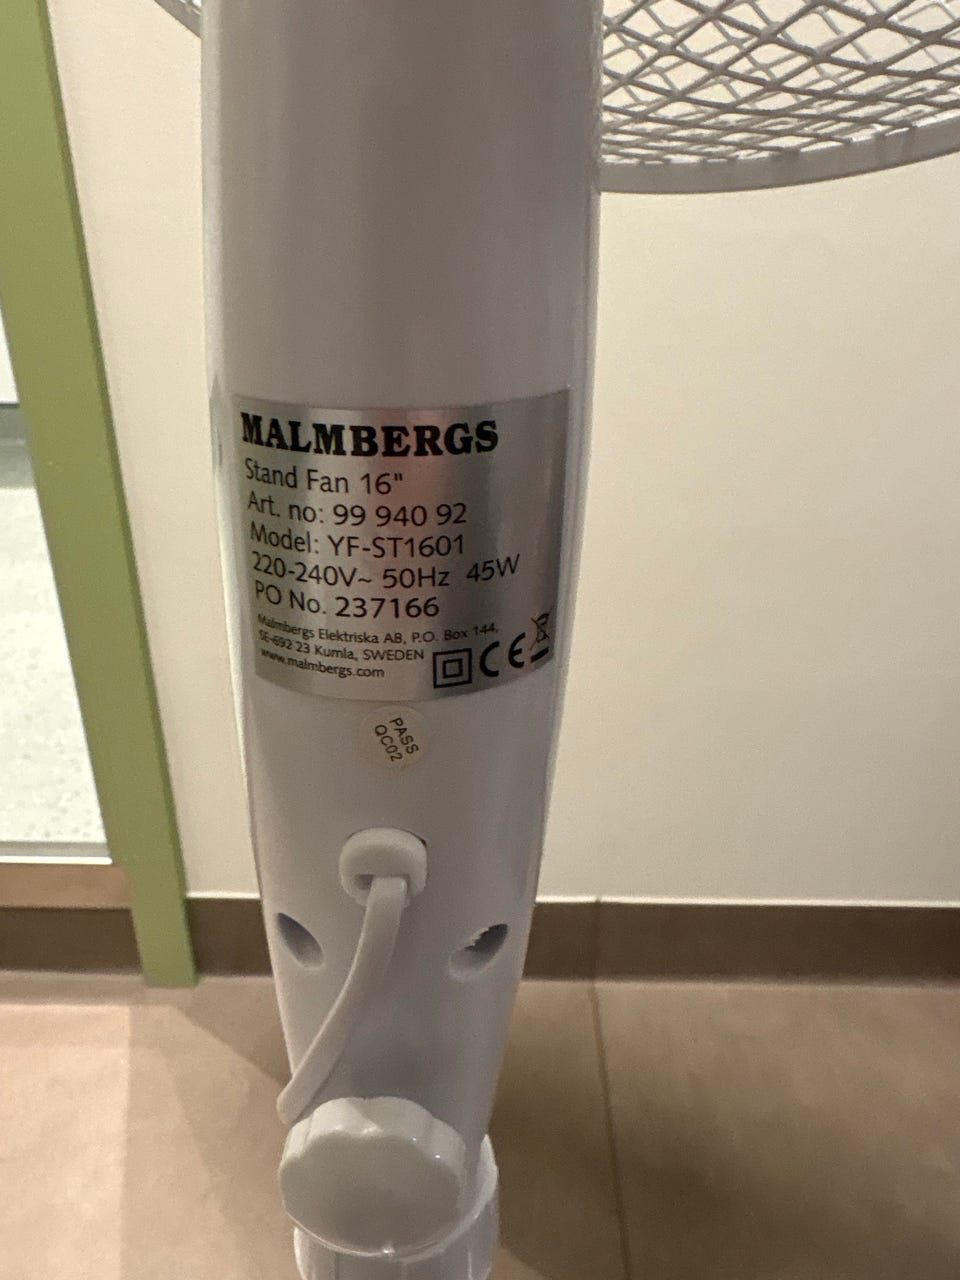 MALMBERGS
Stand Fan 16"
Art. no: 99 940 92
Model: YF-ST1601
220-240V~ 50Hz 45W
PO No. 237166
Malmbergs Elektriska AB, P.O. Box 144,
SE-692 23 Kumla, SWEDEN
www.malmbergs.com
CE
PASS
QC02